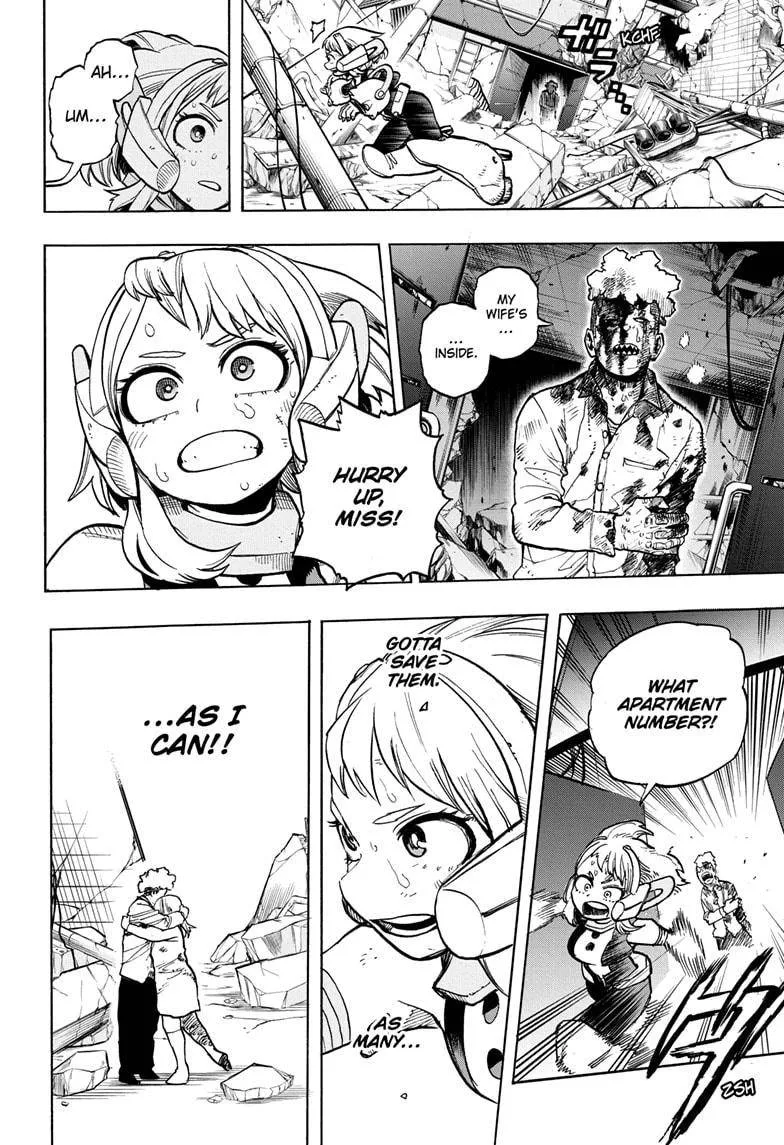 KCHF
AH...
UM...
MY
WIFE'S
...
...
INSIDE.
HURRY
UP,
MISS!
WHAT
APARTMENT
NUMBER?!
ZSH
GOTTA
SAVE
THEM.
AS
MANY...
...AS I
CAN!!